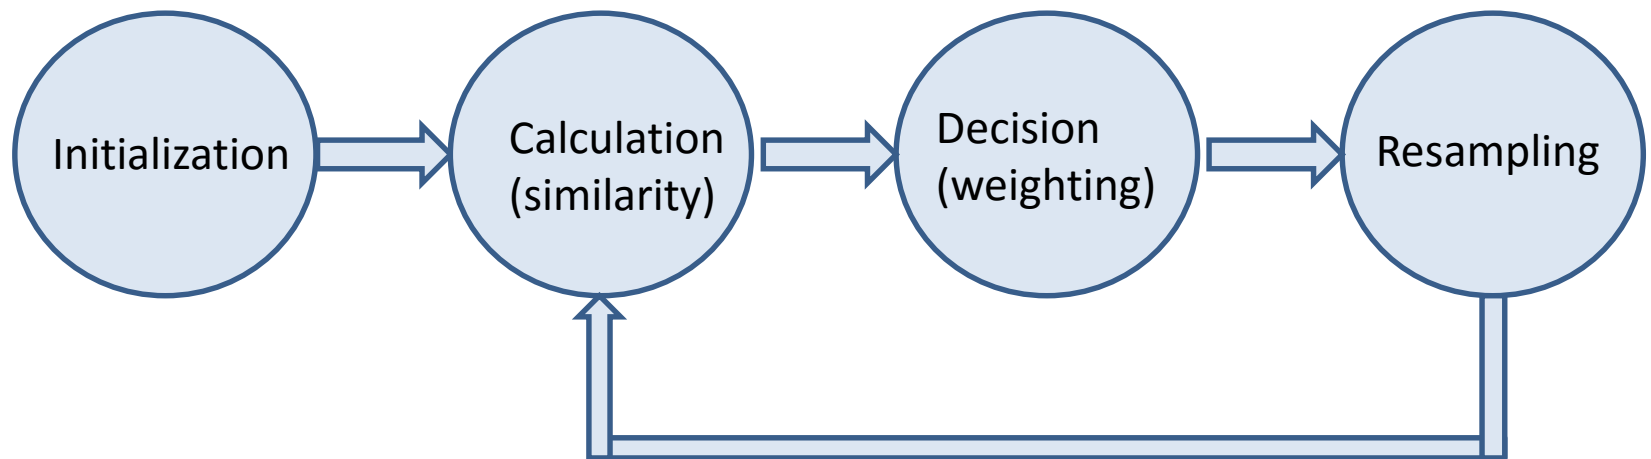 Initialization
Calculation
(similarity)
Decision
(weighting)
Resampling